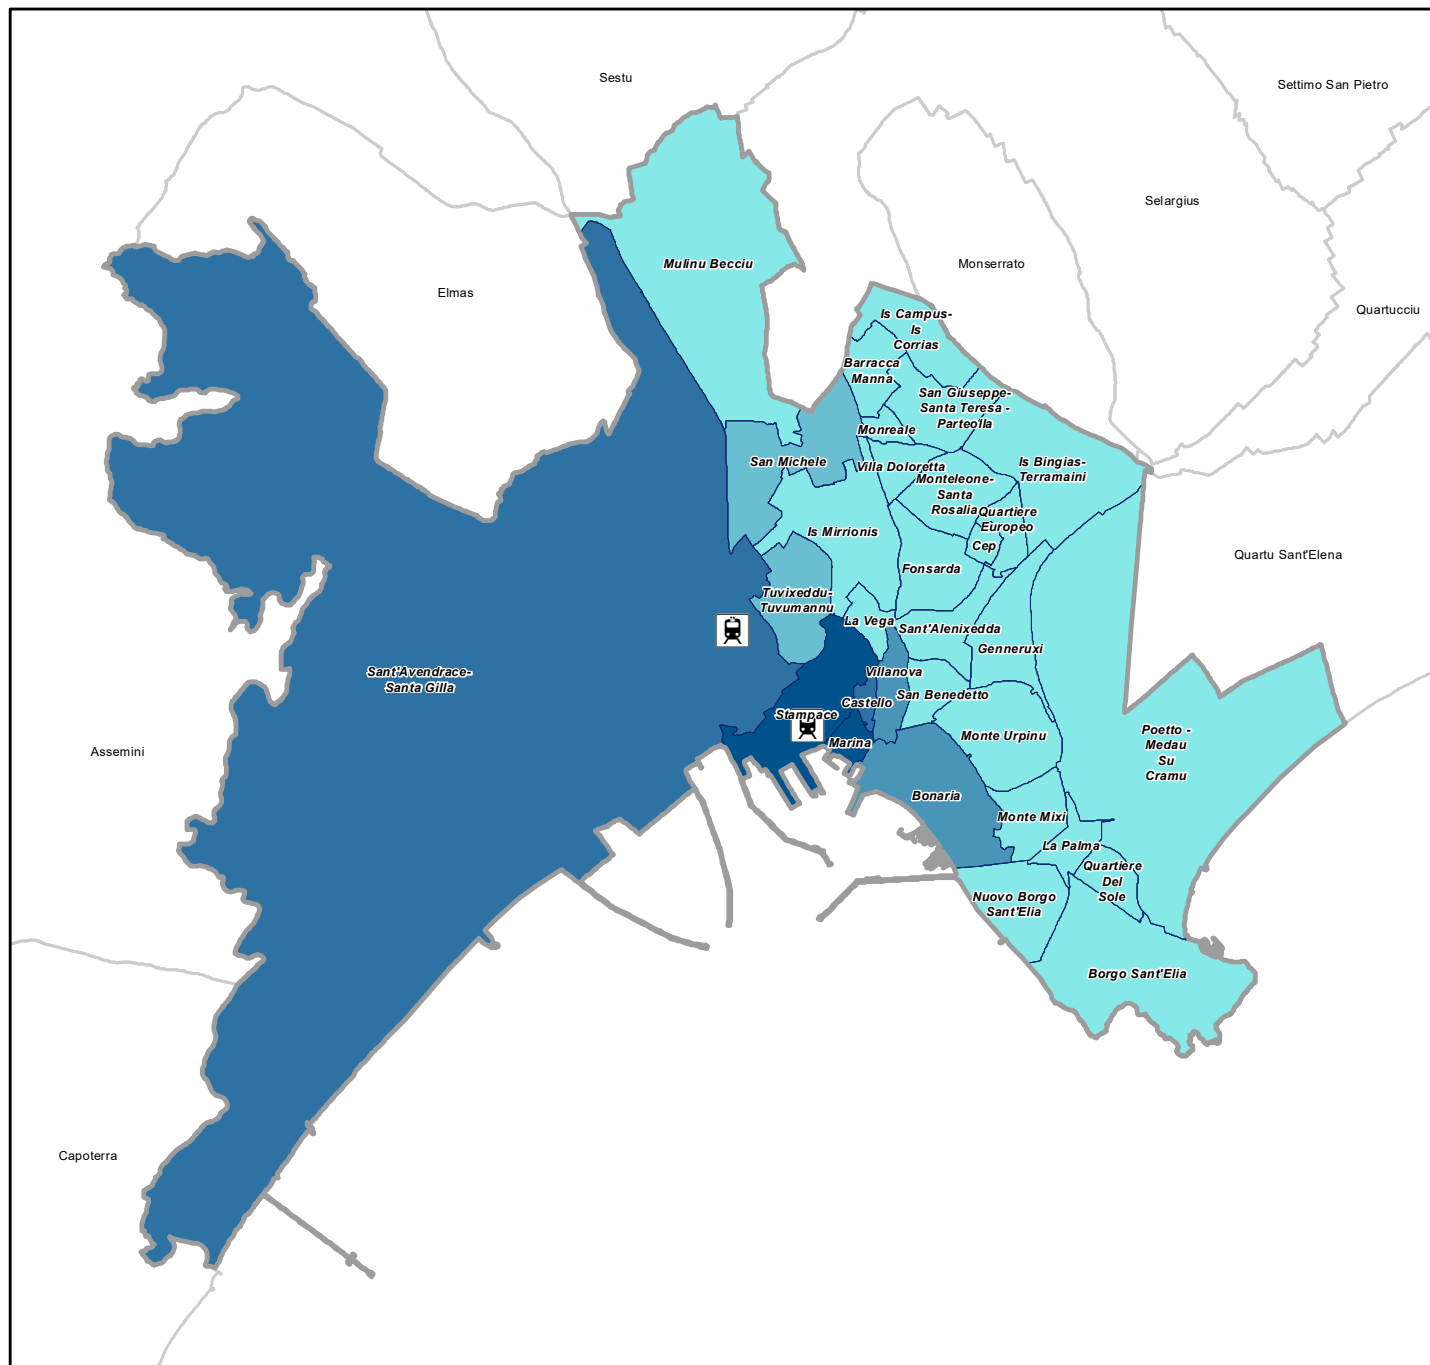 Sestu
Settimo San Pietro
Selargius
Mulinu Becciu
Monserrato
Elmas
Quartucciu
Is Campus-
Is
Corrias
Barracca
Manna
San Giuseppe-
Santa Teresa -
Parteolla
Monreale
San Michele
Villa Doloretta
Is Bingias-
Terramaini
Monteleone-
Santa
Rosalia
Quartiere
Europeo
Is Mirrionis
Cep
Quartu Sant'Elena
Fonsarda
Tuvixeddu-
Tuvumannu
La Vega
Sant'Alenixedda
Genneruxi
Sant'Avendrace-
Santa Gilla
Villanova
San Benedetto
Castello
Stampace
Marina
Monte Urpinu
Poetto -
Medau
Su
Cramu
Assemini
Bonaria
Monte Mixi
La Palma
Quartiere
Del
Sole
Nuovo Borgo
Sant'Elia
Borgo Sant'Elia
Capoterra